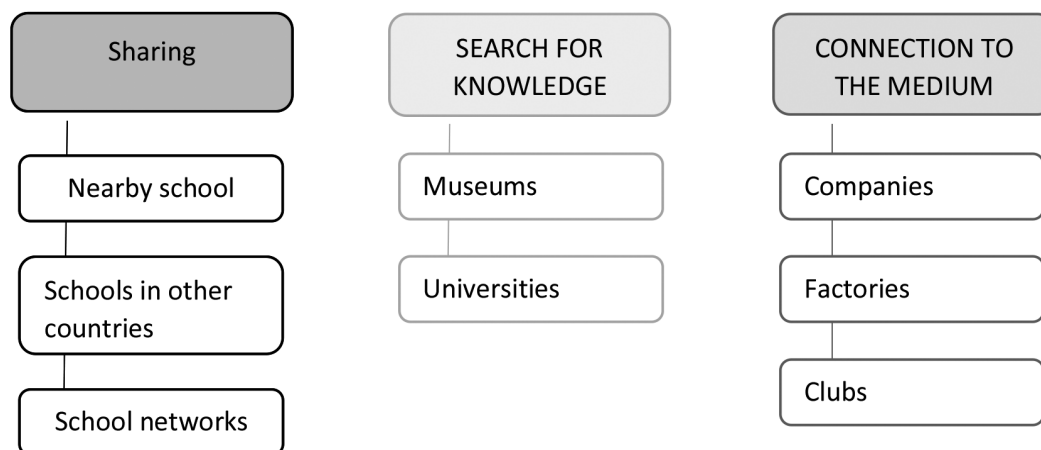 Sharing
Nearby school
Schools in other
countries
School networks
SEARCH FOR
KNOWLEDGE
Museums
Universities
CONNECTION TO
THE MEDIUM
Companies
Factories
Clubs